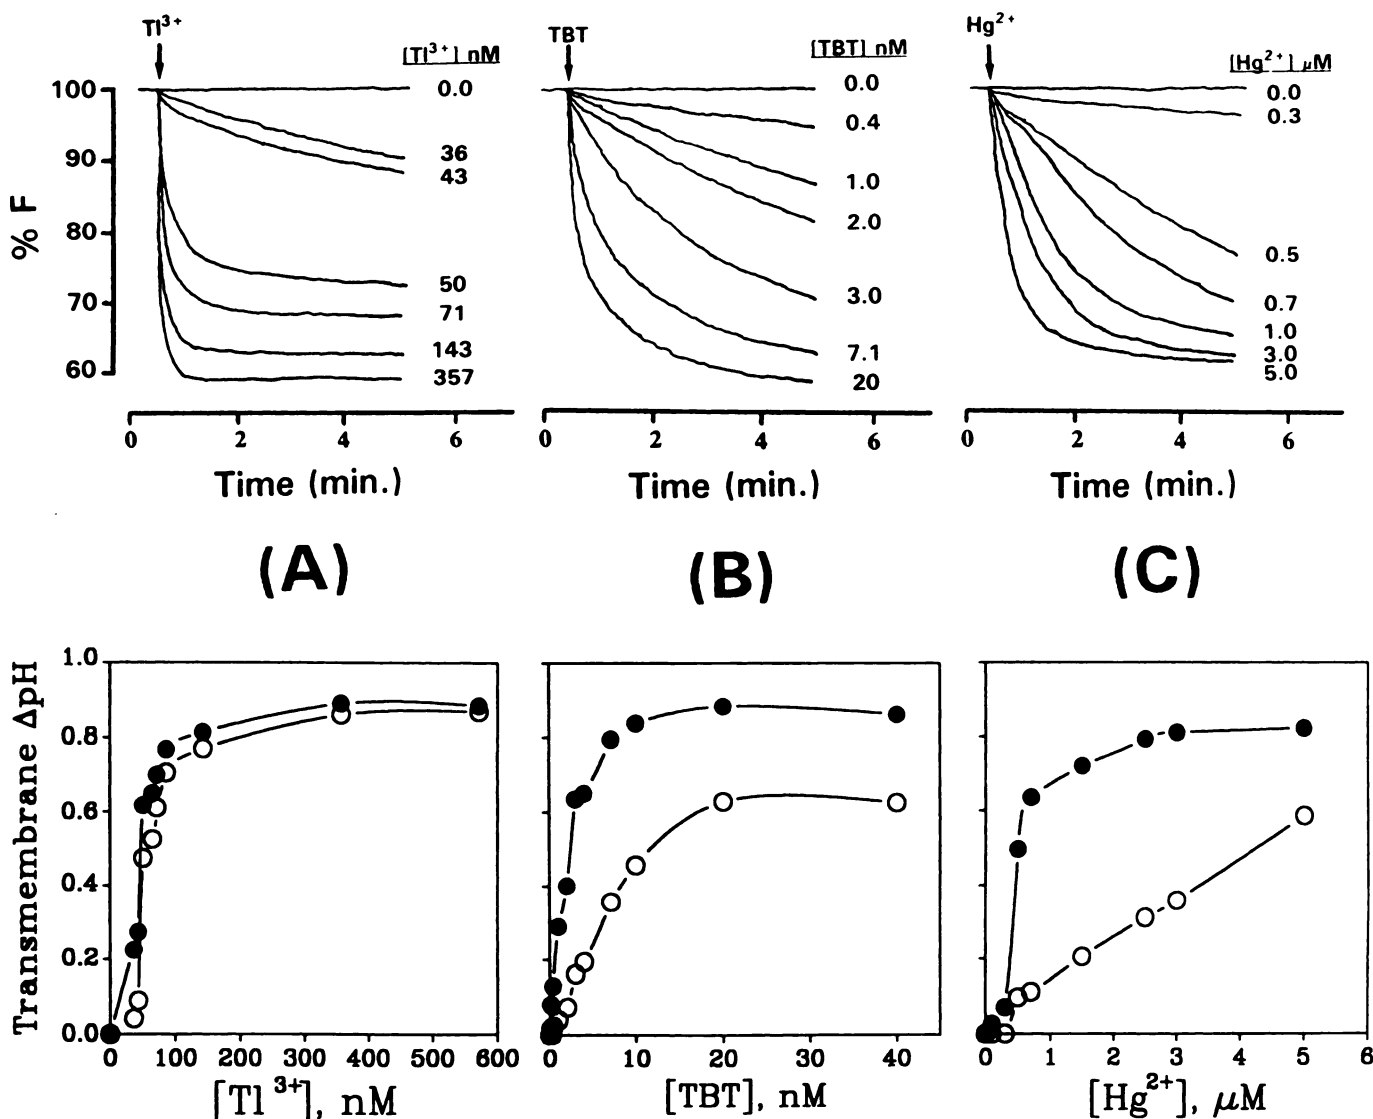 Tl3+
[Tl3+] nM
0.0
36
43
50
71
143
357
% F
100
90
80
70
60
0 2 4 6
Time (min.)
(A)
TBT
[TBT] nM
0.0
0.4
1.0
2.0
3.0
7.1
20
0 2 4 6
Time (min.)
(B)
Hg2+
[Hg2+] μM
0.0
0.3
0.5
0.7
1.0
3.0
5.0
0 2 4 6
Time (min.)
(C)
Transmembrane ΔpH
1.0
0.8
0.6
0.4
0.2
0.0
0 100 200 300 400 500 600
[Tl 3+], nM
0 10 20 30 40
[TBT], nM
0 1 2 3 4 5 6
[Hg2+], μM